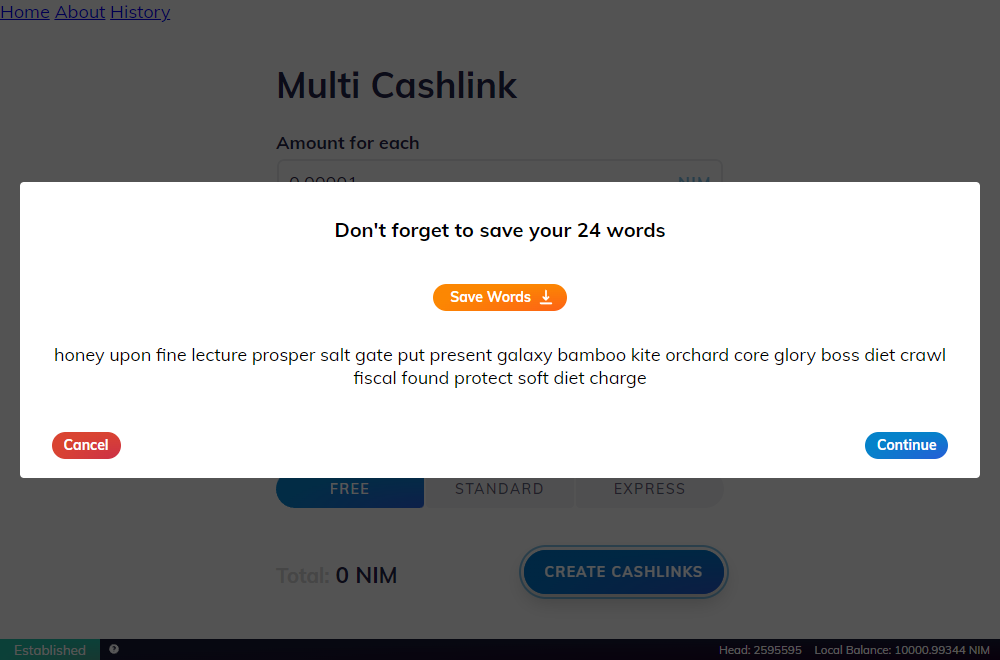 Home About History
Multi Cashlink
Amount for each
0.00001 NIM
Don't forget to save your 24 words
Save Words
honey upon fine lecture prosper salt gate put present galaxy bamboo kite orchard core glory boss diet crawl
fiscal found protect soft diet charge
Cancel Continue
FREE STANDARD EXPRESS
Total: 0 NIM CREATE CASHLINKS
Established ? Head: 2595595 Local Balance: 10000.99344 NIM